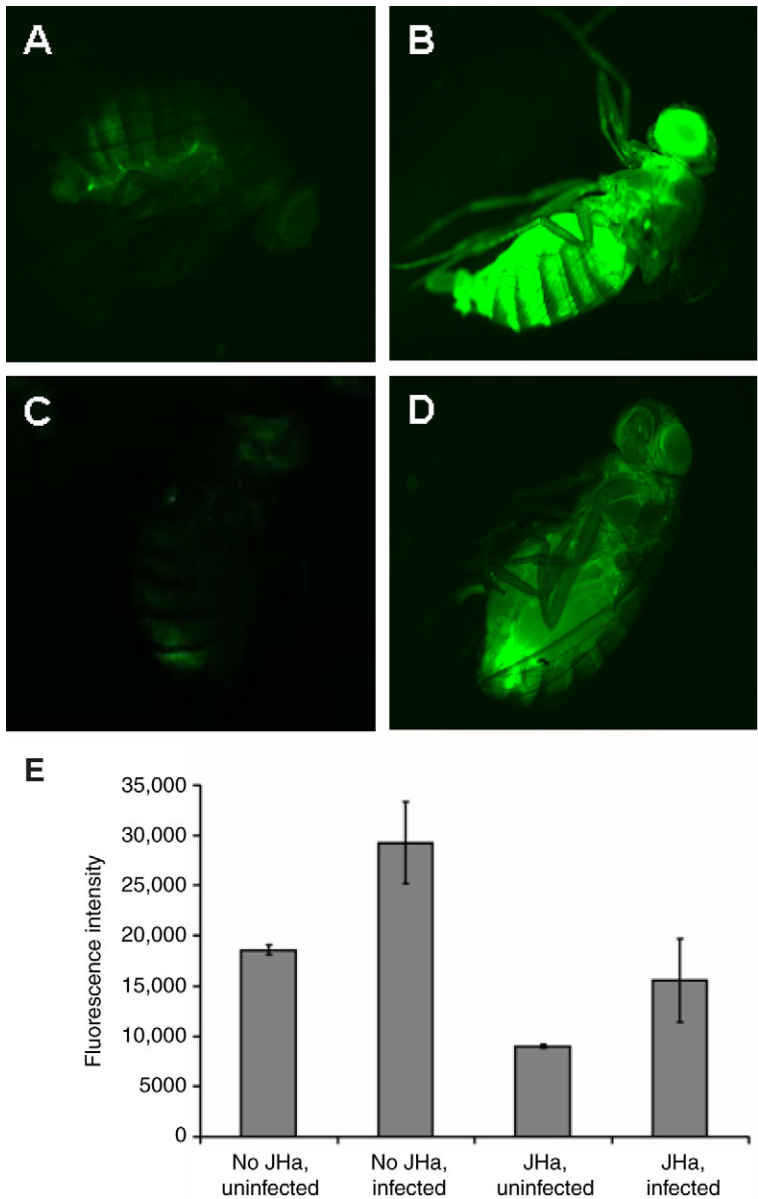 A
B
C
D
E
35,000
30,000
25,000
20,000
15,000
10,000
5000
0
Fluorescence intensity
No JHa,
uninfected
No JHa,
infected
JHa,
uninfected
JHa,
infected